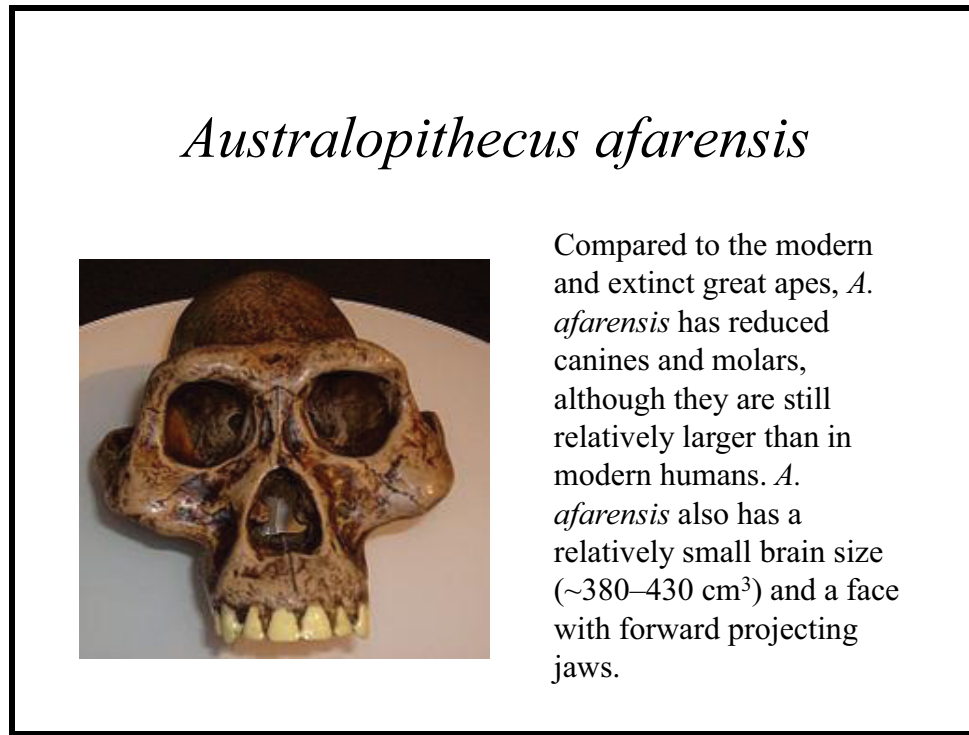 Australopithecus afarensis
Compared to the modern
and extinct great apes, A.
afarensis has reduced
canines and molars,
although they are still
relatively larger than in
modern humans. A.
afarensis also has a
relatively small brain size
(~380–430 cm³) and a face
with forward projecting
jaws.